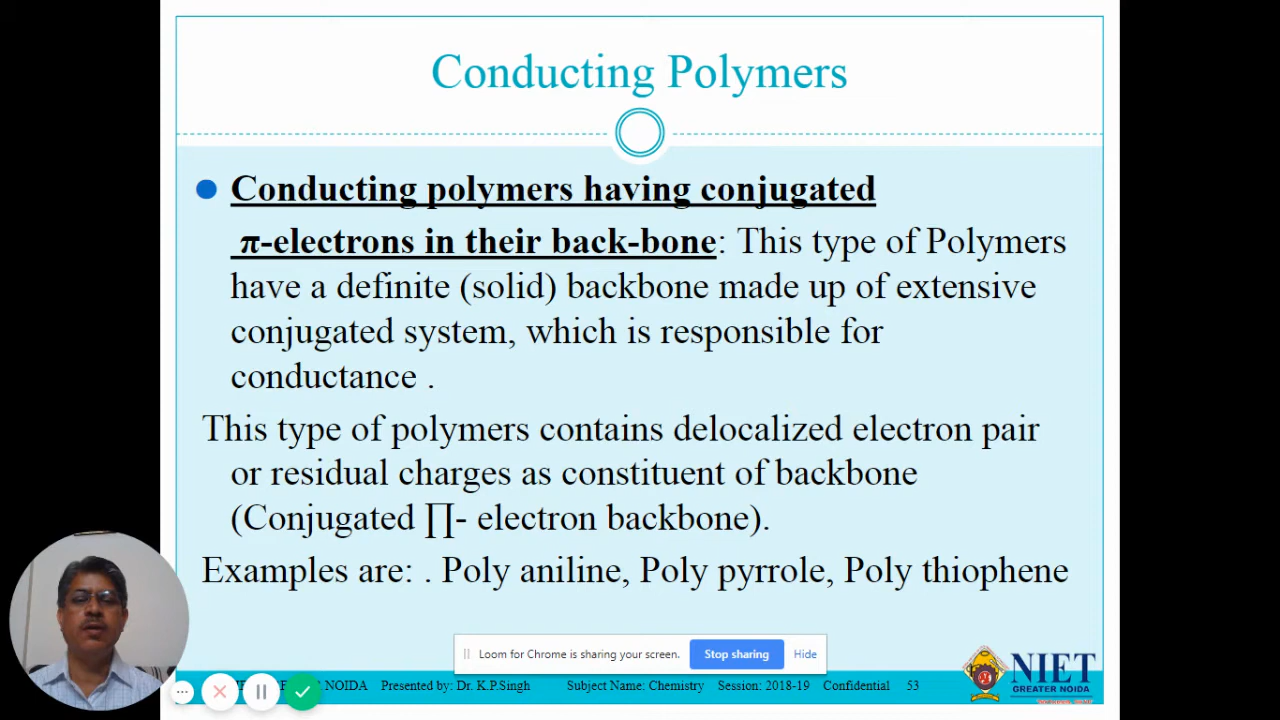 Conducting Polymers
Conducting polymers having conjugated
π-electrons in their back-bone: This type of Polymers
have a definite (solid) backbone made up of extensive
conjugated system, which is responsible for
conductance .
This type of polymers contains delocalized electron pair
or residual charges as constituent of backbone
(Conjugated ∏- electron backbone).
Examples are: . Poly aniline, Poly pyrrole, Poly thiophene
Loom for Chrome is sharing your screen. Stop sharing Hide
NOIDA Presented by: Dr. K.P.Singh Subject Name: Chemistry Session: 2018-19 Confidential 53
NIET
GREATER NOIDA